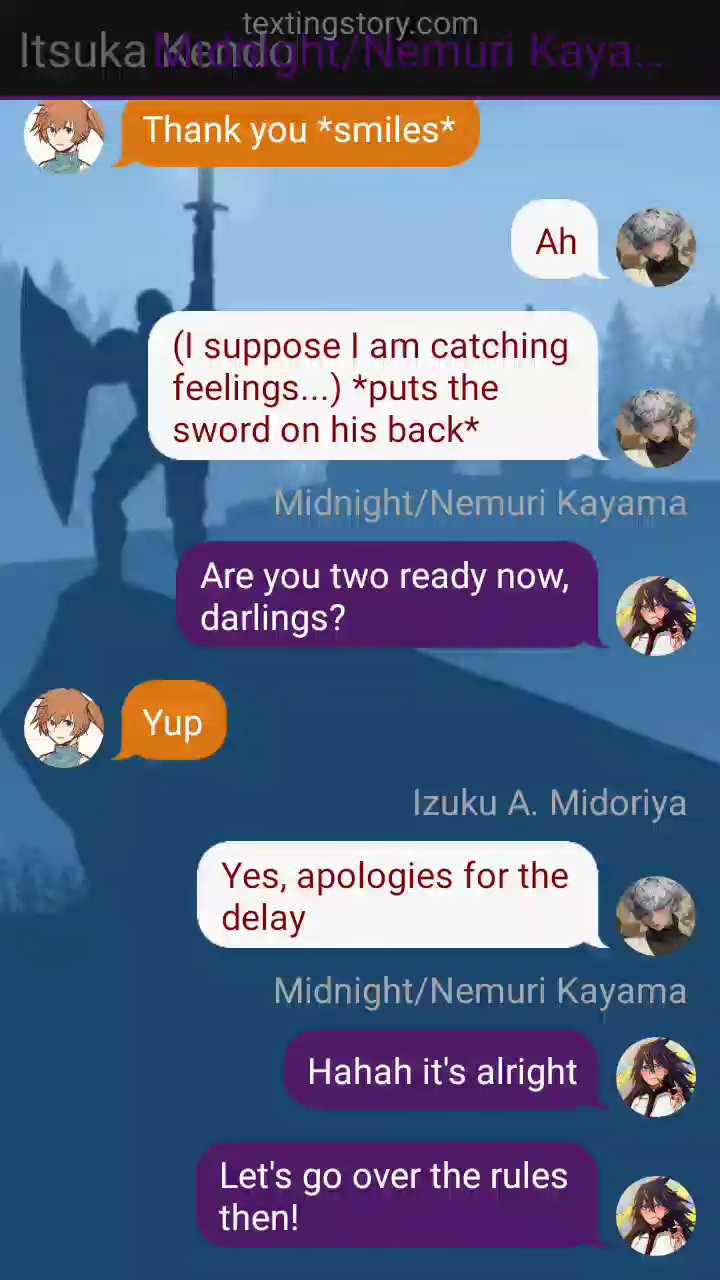 textingstory.com
Itsuka Kendo
Midnight/Nemuri Kaya...
Thank you *smiles*
Ah
(I suppose I am catching
feelings...) *puts the
sword on his back*
Midnight/Nemuri Kayama
Are you two ready now,
darlings?
Yup
Izuku A. Midoriya
Yes, apologies for the
delay
Midnight/Nemuri Kayama
Hahah it's alright
Let's go over the rules
then!